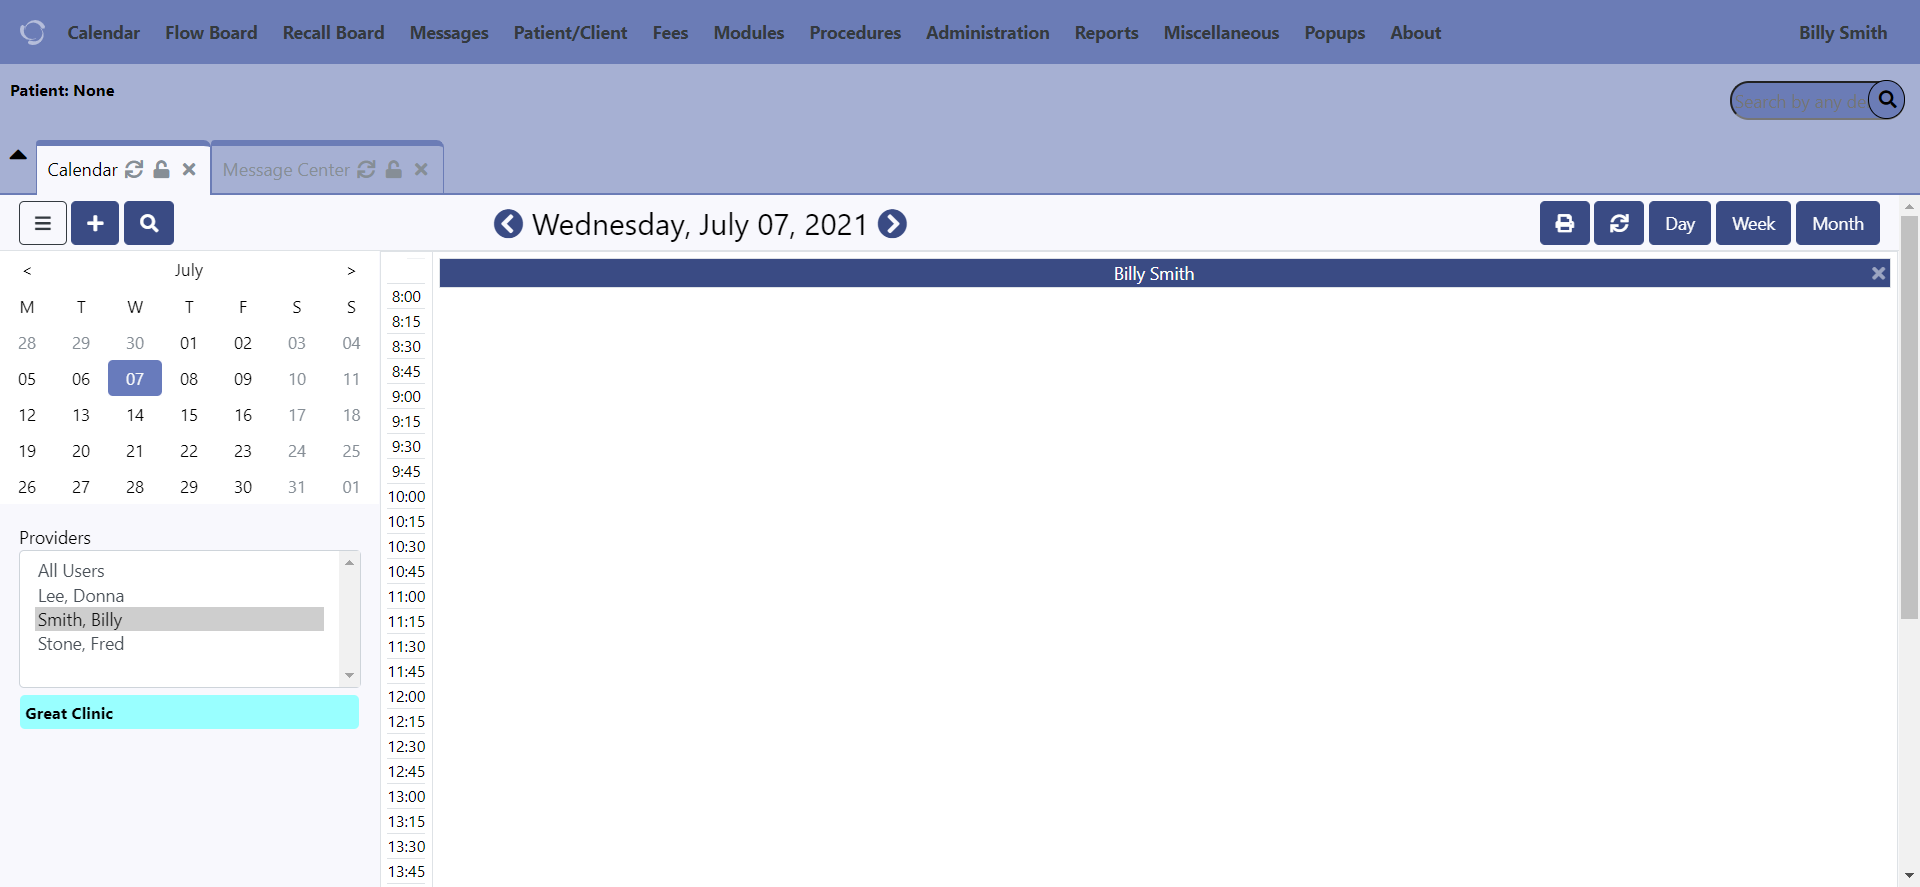 Calendar Flow Board Recall Board Messages Patient/Client Fees Modules Procedures Administration Reports Miscellaneous Popups About Billy Smith
Patient: None
Search by any de
Calendar Message Center
Wednesday, July 07, 2021
Day Week Month
< July >
M T W T F S S
28 29 30 01 02 03 04
05 06 07 08 09 10 11
12 13 14 15 16 17 18
19 20 21 22 23 24 25
26 27 28 29 30 31 01
Providers
All Users
Lee, Donna
Smith, Billy
Stone, Fred
Great Clinic
Billy Smith
8:00
8:15
8:30
8:45
9:00
9:15
9:30
9:45
10:00
10:15
10:30
10:45
11:00
11:15
11:30
11:45
12:00
12:15
12:30
12:45
13:00
13:15
13:30
13:45